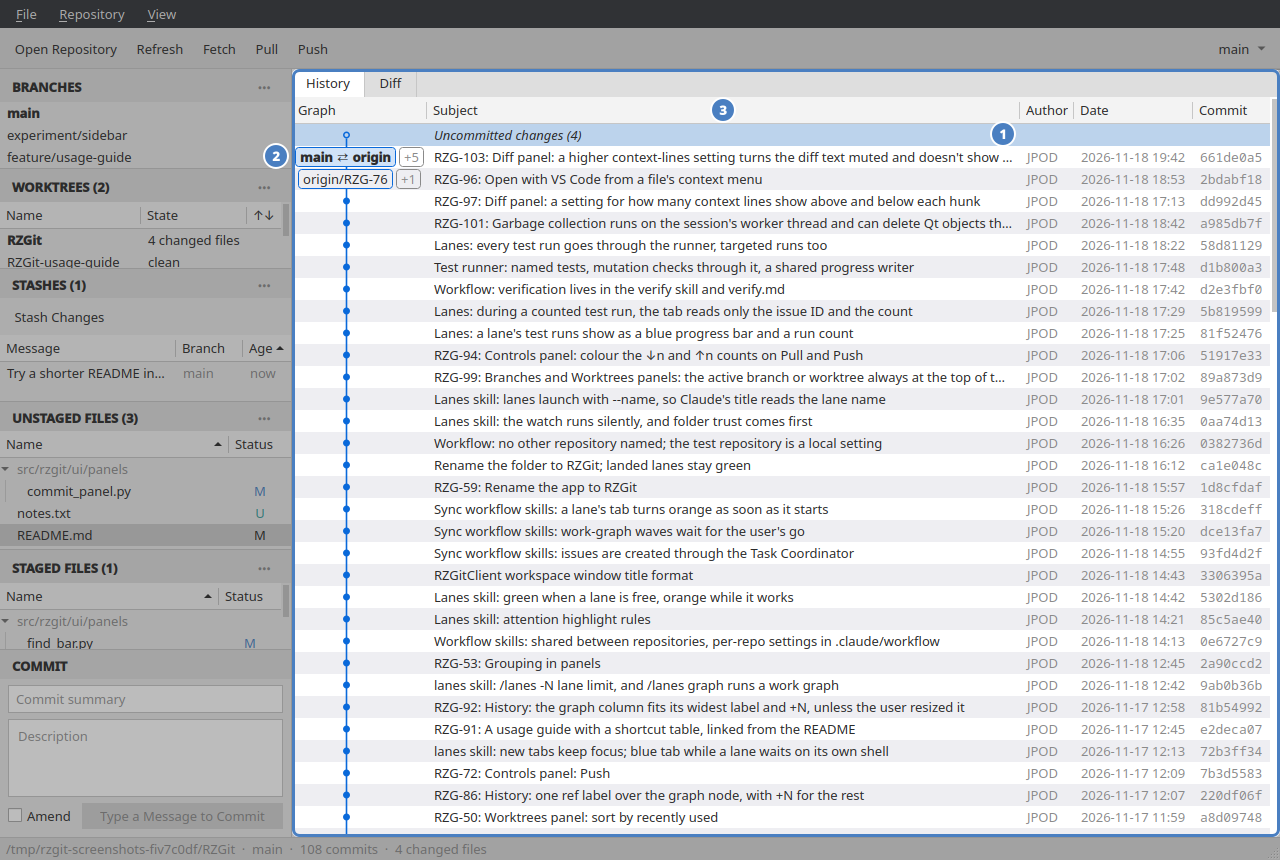 File Repository View
Open Repository Refresh Fetch Pull Push main
BRANCHES ···
main
experiment/sidebar
feature/usage-guide
WORKTREES (2) ···
Name State ↑↓
RZGit 4 changed files
RZGit-usage-guide clean
STASHES (1) ···
Stash Changes
Message Branch Age
Try a shorter README in... main now
UNSTAGED FILES (3) ···
Name Status
src/rzgit/ui/panels
commit_panel.py M
notes.txt U
README.md M
STAGED FILES (1) ···
Name Status
src/rzgit/ui/panels
find_bar.py M
COMMIT
Commit summary
Description
Amend Type a Message to Commit
History Diff
Graph Subject 3 Author Date Commit
Uncommitted changes (4) 1
2 main ⇄ origin +5 RZG-103: Diff panel: a higher context-lines setting turns the diff text muted and doesn't show ... JPOD 2026-11-18 19:42 661de0a5
origin/RZG-76 +1 RZG-96: Open with VS Code from a file's context menu JPOD 2026-11-18 18:53 2bdabf18
RZG-97: Diff panel: a setting for how many context lines show above and below each hunk JPOD 2026-11-18 17:13 dd992d45
RZG-101: Garbage collection runs on the session's worker thread and can delete Qt objects th... JPOD 2026-11-18 18:42 a985db7f
Lanes: every test run goes through the runner, targeted runs too JPOD 2026-11-18 18:22 58d81129
Test runner: named tests, mutation checks through it, a shared progress writer JPOD 2026-11-18 17:48 d1b800a3
Workflow: verification lives in the verify skill and verify.md JPOD 2026-11-18 17:42 d2e3fbf0
Lanes: during a counted test run, the tab reads only the issue ID and the count JPOD 2026-11-18 17:29 5b819599
Lanes: a lane's test runs show as a blue progress bar and a run count JPOD 2026-11-18 17:25 81f52476
RZG-94: Controls panel: colour the ↓n and ↑n counts on Pull and Push JPOD 2026-11-18 17:06 51917e33
RZG-99: Branches and Worktrees panels: the active branch or worktree always at the top of t... JPOD 2026-11-18 17:02 89a873d9
Lanes skill: lanes launch with --name, so Claude's title reads the lane name JPOD 2026-11-18 17:01 9e577a70
Lanes skill: the watch runs silently, and folder trust comes first JPOD 2026-11-18 16:35 0aa74d13
Workflow: no other repository named; the test repository is a local setting JPOD 2026-11-18 16:26 0382736d
Rename the folder to RZGit; landed lanes stay green JPOD 2026-11-18 16:12 ca1e048c
RZG-59: Rename the app to RZGit JPOD 2026-11-18 15:57 1d8cfdaf
Sync workflow skills: a lane's tab turns orange as soon as it starts JPOD 2026-11-18 15:26 318cdeff
Sync workflow skills: work-graph waves wait for the user's go JPOD 2026-11-18 15:20 dce13fa7
Sync workflow skills: issues are created through the Task Coordinator JPOD 2026-11-18 14:55 93fd4d2f
RZGitClient workspace window title format JPOD 2026-11-18 14:43 3306395a
Lanes skill: green when a lane is free, orange while it works JPOD 2026-11-18 14:42 5302d186
Lanes skill: attention highlight rules JPOD 2026-11-18 14:21 85c5ae40
Workflow skills: shared between repositories, per-repo settings in .claude/workflow JPOD 2026-11-18 14:13 0e6727c9
RZG-53: Grouping in panels JPOD 2026-11-18 12:45 2a90ccd2
lanes skill: /lanes -N lane limit, and /lanes graph runs a work graph JPOD 2026-11-18 12:42 9ab0b36b
RZG-92: History: the graph column fits its widest label and +N, unless the user resized it JPOD 2026-11-17 12:58 81b54992
RZG-91: A usage guide with a shortcut table, linked from the README JPOD 2026-11-17 12:45 e2deca07
lanes skill: new tabs keep focus; blue tab while a lane waits on its own shell JPOD 2026-11-17 12:13 72b3ff34
RZG-72: Controls panel: Push JPOD 2026-11-17 12:09 7b3d5583
RZG-86: History: one ref label over the graph node, with +N for the rest JPOD 2026-11-17 12:07 220df06f
RZG-50: Worktrees panel: sort by recently used JPOD 2026-11-17 11:59 a8d09748
/tmp/rzgit-screenshots-fiv7c0df/RZGit · main · 108 commits · 4 changed files